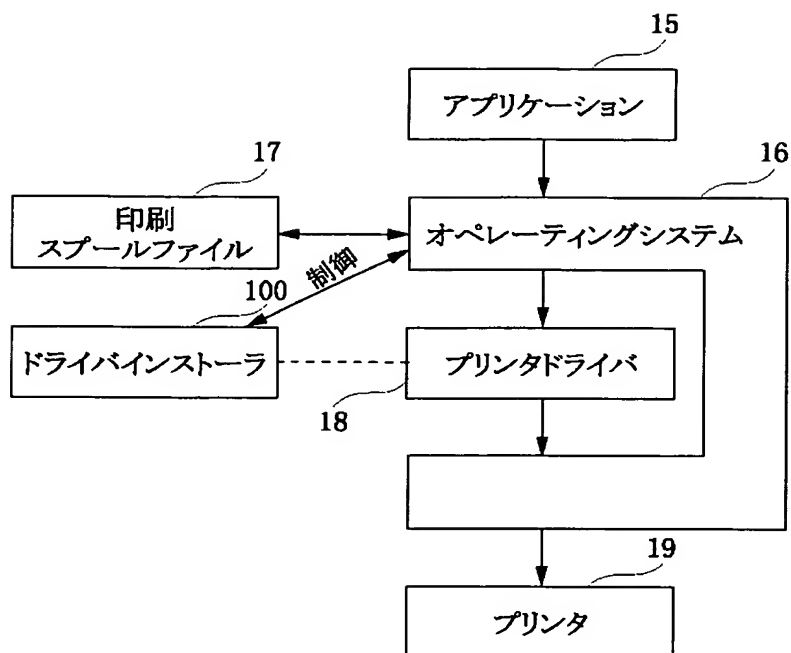 15
アプリケーション
17
16
印刷
スプールファイル
オペレーティングシステム
制御
100
ドライバインストーラ
プリンタドライバ
18
19
プリンタ